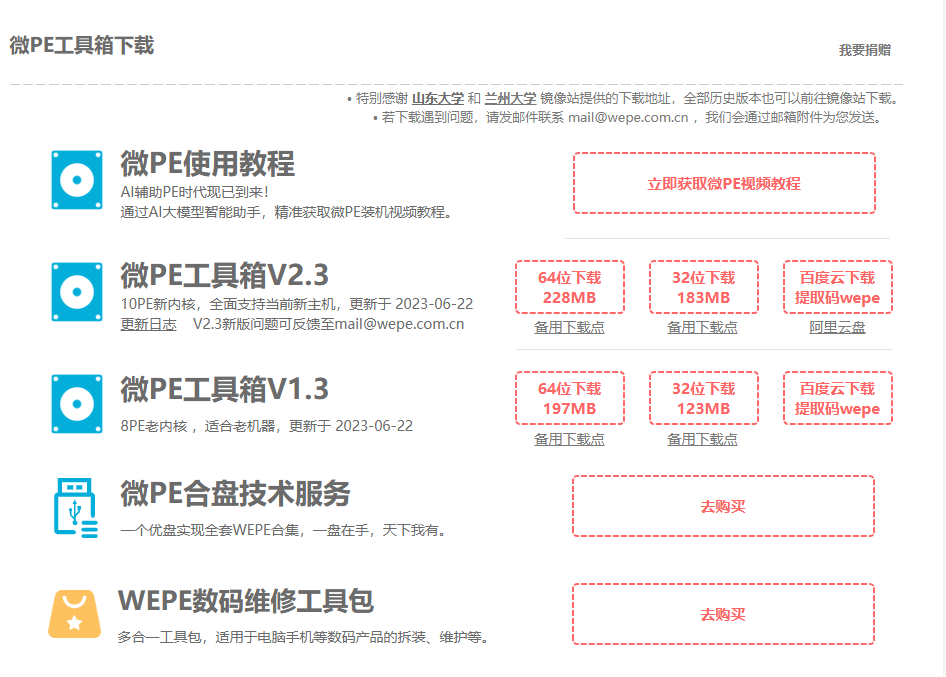 微PE工具箱下载
我要捐赠
• 特别感谢 山东大学 和 兰州大学 镜像站提供的下载地址，全部历史版本也可以前往镜像站下载。
• 若下载遇到问题，请发邮件联系 mail@wepe.com.cn ，我们会通过邮箱附件为您发送。
微PE使用教程
AI辅助PE时代现已到来！
通过AI大模型智能助手，精准获取微PE装机视频教程。
立即获取微PE视频教程
微PE工具箱V2.3
10PE新内核，全面支持当前新主机，更新于 2023-06-22
更新日志 V2.3新版问题可反馈至mail@wepe.com.cn
64位下载
228MB
备用下载点
32位下载
183MB
备用下载点
百度云下载
提取码wepe
阿里云盘
微PE工具箱V1.3
8PE老内核 ，适合老机器，更新于 2023-06-22
64位下载
197MB
备用下载点
32位下载
123MB
备用下载点
百度云下载
提取码wepe
微PE合盘技术服务
一个优盘实现全套WEPE合集，一盘在手，天下我有。
去购买
WEPE数码维修工具包
多合一工具包，适用于电脑手机等数码产品的拆装、维护等。
去购买